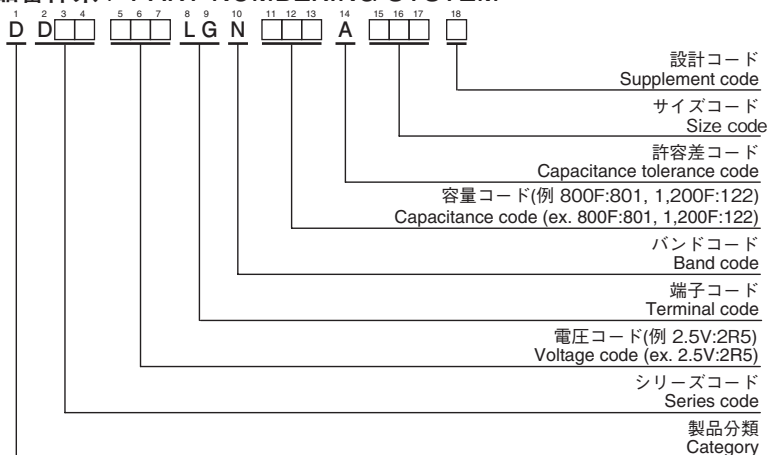 1 2 3 4 5 6 7 8 9 10 11 12 13 14 15 16 17 18
D D□□ □□□ LG N □□□ A □□□ □
設計コード
Supplement code
サイズコード
Size code
許容差コード
Capacitance tolerance code
容量コード(例 800F:801, 1,200F:122)
Capacitance code (ex. 800F:801, 1,200F:122)
バンドコード
Band code
端子コード
Terminal code
電圧コード(例 2.5V:2R5)
Voltage code (ex. 2.5V:2R5)
シリーズコード
Series code
製品分類
Category